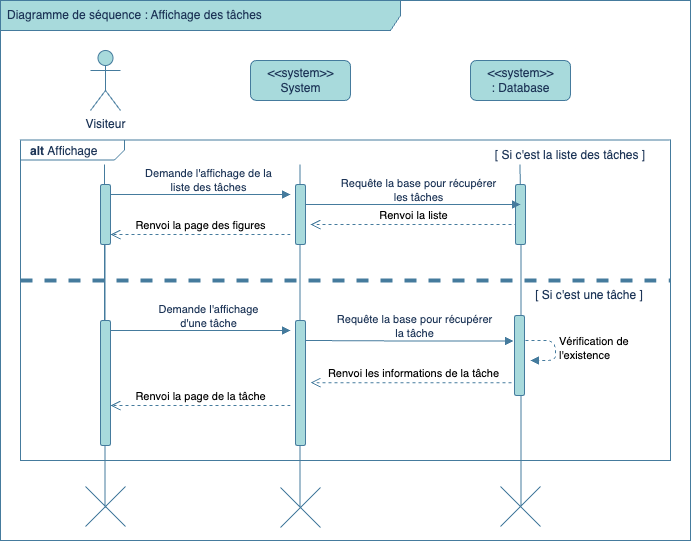 Diagramme de séquence : Affichage des tâches
<<system>>
System
<<system>>
: Database
Visiteur
alt Affichage
[ Si c'est la liste des tâches ]
Demande l'affichage de la
liste des tâches
Requête la base pour récupérer
les tâches
Renvoi la liste
Renvoi la page des figures
[ Si c'est une tâche ]
Demande l'affichage
d'une tâche
Requête la base pour récupérer
la tâche
Vérification de
l'existence
Renvoi les informations de la tâche
Renvoi la page de la tâche